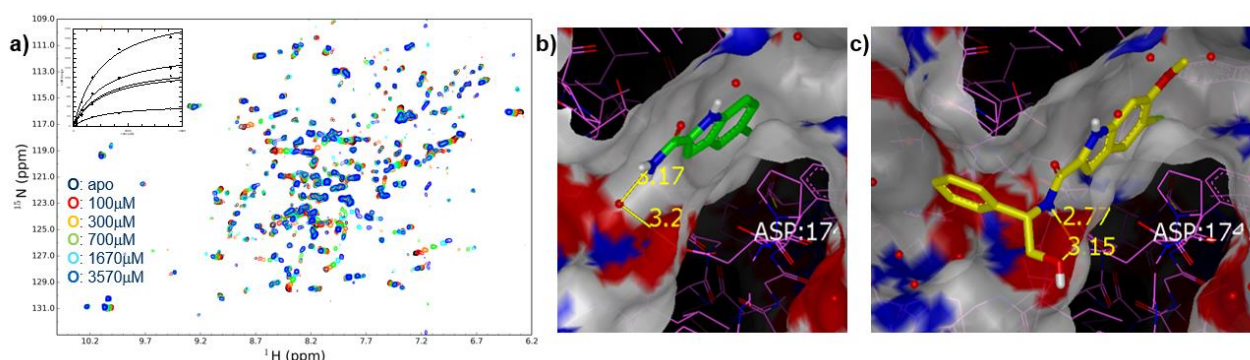 a)
109.0
111.0
113.0
115.0
117.0
119.0
121.0
123.0
125.0
127.0
129.0
131.0
15N (ppm)
O: apo
O: 100μM
O: 300μM
O: 700μM
O: 1670μM
O: 3570μM
10.2 9.7 9.2 8.7 8.2 7.7 7.2 6.7 6.2
1H (ppm)
b)
3.17
3.2
ASP:174
c)
2.77
3.15
ASP:174